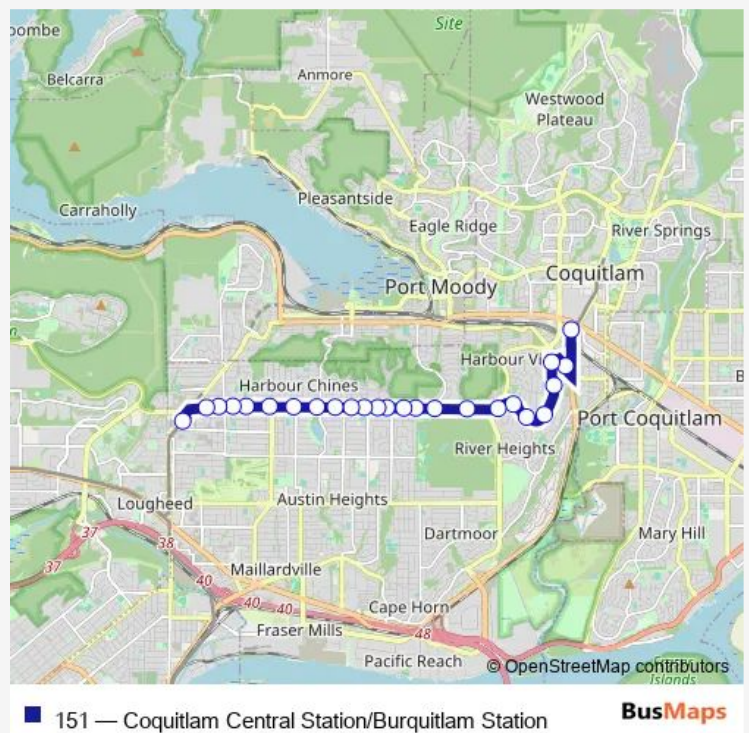 oombe
Site
Belcarra
Anmore
Westwood
Plateau
Carraholly
Pleasantside
Eagle Ridge
River Springs
Port Moody
Coquitlam
Harbour Vi
Harbour Chines
Port Coquitlam
River Heights
Lougheed
Austin Heights
37
38
Dartmoor
Mary Hill
37
40
Maillardville
40
40
Cape Horn
Fraser Mills
48
Pacific Reach
© OpenStreetMap contributors
Islands
151 — Coquitlam Central Station/Burquitlam Station
BusMaps